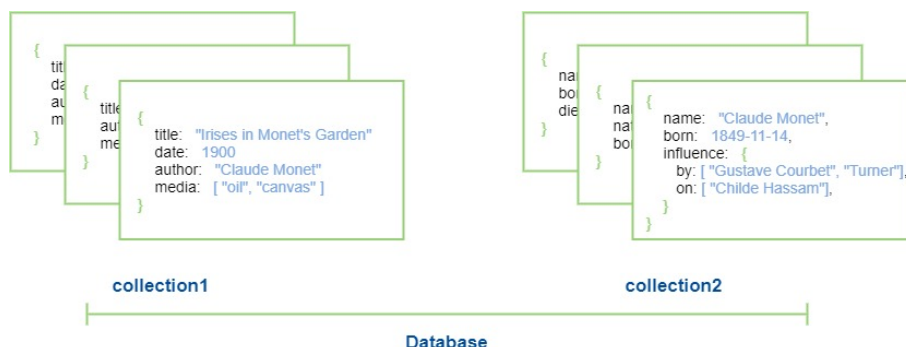 {
{
{
title: "Irises in Monet's Garden"
date: 1900
author: "Claude Monet"
media: [ "oil", "canvas" ]
}
}
}
{
{
{
name: "Claude Monet",
born: 1849-11-14,
influence: {
by: [ "Gustave Courbet", "Turner"],
on: [ "Childe Hassam"],
}
}
}
}
collection1
collection2
Database